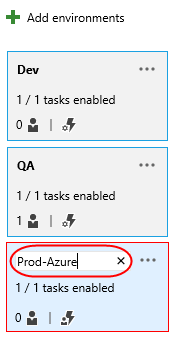 Add environments
Dev
1 / 1 tasks enabled
0
QA
1 / 1 tasks enabled
1
Prod-Azure
1 / 1 tasks enabled
0